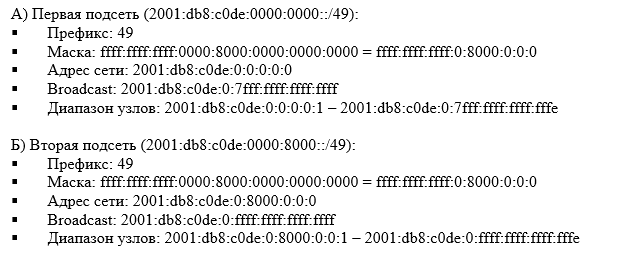 А) Первая подсеть (2001:db8:c0de:0000:0000::/49):
▪ Префикс: 49
▪ Маска: ffff:ffff:ffff:0000:8000:0000:0000:0000 = ffff:ffff:ffff:0:8000:0:0:0
▪ Адрес сети: 2001:db8:c0de:0:0:0:0:0
▪ Broadcast: 2001:db8:c0de:0:7fff:ffff:ffff:ffff
▪ Диапазон узлов: 2001:db8:c0de:0:0:0:0:1 – 2001:db8:c0de:0:7fff:ffff:ffff:fffe
Б) Вторая подсеть (2001:db8:c0de:0000:8000::/49):
▪ Префикс: 49
▪ Маска: ffff:ffff:ffff:0000:8000:0000:0000:0000 = ffff:ffff:ffff:0:8000:0:0:0
▪ Адрес сети: 2001:db8:c0de:0:8000:0:0:0
▪ Broadcast: 2001:db8:c0de:0:ffff:ffff:ffff:ffff
▪ Диапазон узлов: 2001:db8:c0de:0:8000:0:0:1 – 2001:db8:c0de:0:ffff:ffff:ffff:fffe